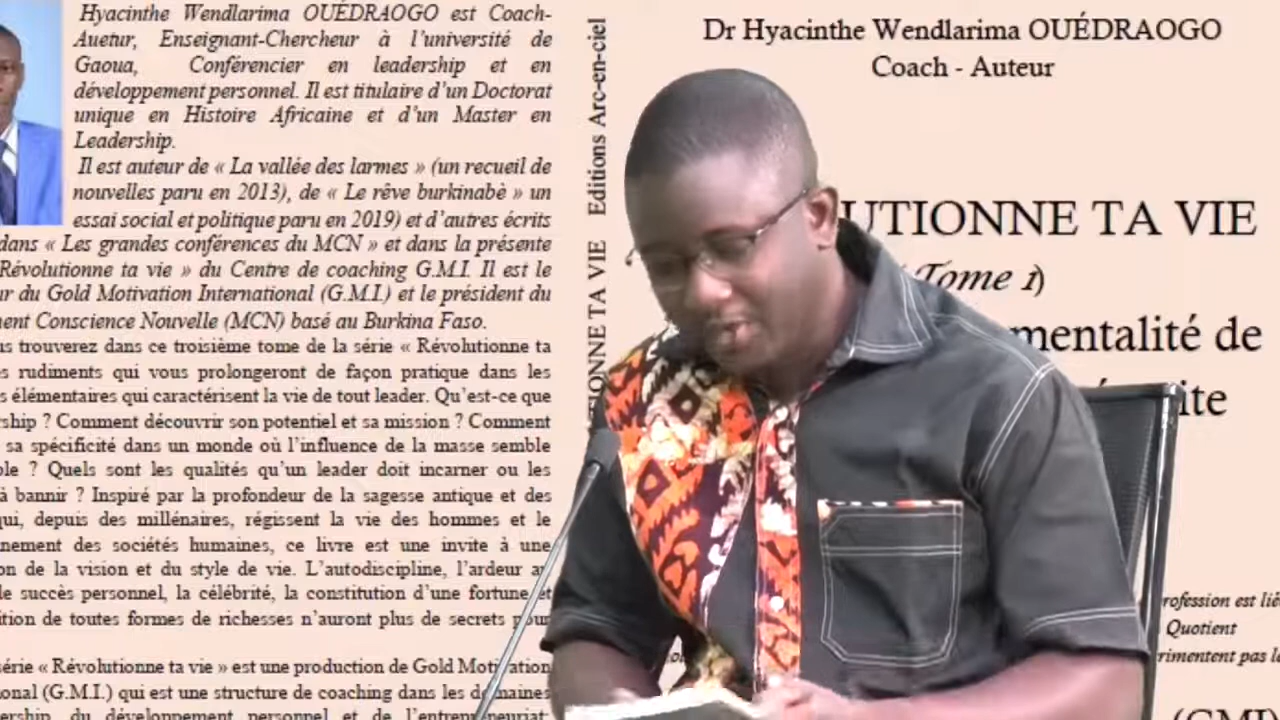 Hyacinthe Wendlarima OUÉDRAOGO est Coach-
Auetur, Enseignant-Chercheur à l'université de
Gaoua, Conférencier en leadership et en
développement personnel. Il est titulaire d'un Doctorat
unique en Histoire Africaine et d'un Master en
Leadership.
Il est auteur de « La vallée des larmes » (un recueil de
nouvelles paru en 2013), de « Le rêve burkinabè » un
essai social et politique paru en 2019) et d'autres écrits
dans « Les grandes conférences du MCN » et dans la présente
Révolutionne ta vie » du Centre de coaching G.M.I. Il est le
du Gold Motivation International (G.M.I.) et le président du
Conscience Nouvelle (MCN) basé au Burkina Faso.
trouverez dans ce troisième tome de la série « Révolutionne ta
rudiments qui vous prolongeront de façon pratique dans les
élémentaires qui caractérisent la vie de tout leader. Qu'est-ce que
? Comment découvrir son potentiel et sa mission ? Comment
sa spécificité dans un monde où l'influence de la masse semble
? Quels sont les qualités qu'un leader doit incarner ou les
à bannir ? Inspiré par la profondeur de la sagesse antique et des
qui, depuis des millénaires, régissent la vie des hommes et le
des sociétés humaines, ce livre est une invite à une
de la vision et du style de vie. L'autodiscipline, l'ardeur au
le succès personnel, la célébrité, la constitution d'une fortune et
de toutes formes de richesses n'auront plus de secrets pour
série « Révolutionne ta vie » est une production de Gold Motivation
(G.M.I.) qui est une structure de coaching dans les domaines
du développement personnel et de l'entrepreneuriat.
Editions Arc-en-ciel
TIONNE TA VIE
Dr Hyacinthe Wendlarima OUÉDRAOGO
Coach - Auteur
UTIONNE TA VIE
(Tome 1)
mentalité de
ite
rofession est lié
Quotient
rimentent pas l
(GMI)